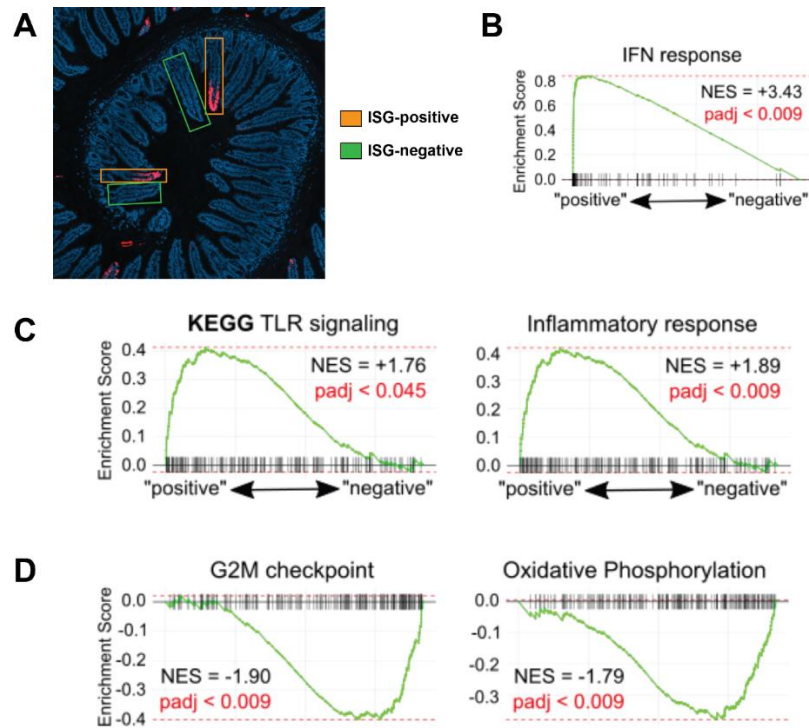 A
ISG-positive
ISG-negative
B
IFN response
Enrichment Score
0.8
0.6
0.4
0.2
0.0
NES = +3.43
padj < 0.009
"positive" "negative"
C
KEGG TLR signaling
Enrichment Score
0.4
0.3
0.2
0.1
0.0
NES = +1.76
padj < 0.045
"positive" "negative"
Inflammatory response
0.4
0.3
0.2
0.1
0.0
NES = +1.89
padj < 0.009
"positive" "negative"
D
G2M checkpoint
Enrichment Score
0.0
-0.1
-0.2
-0.3
-0.4
NES = -1.90
padj < 0.009
Oxidative Phosphorylation
0.0
-0.1
-0.2
-0.3
NES = -1.79
padj < 0.009